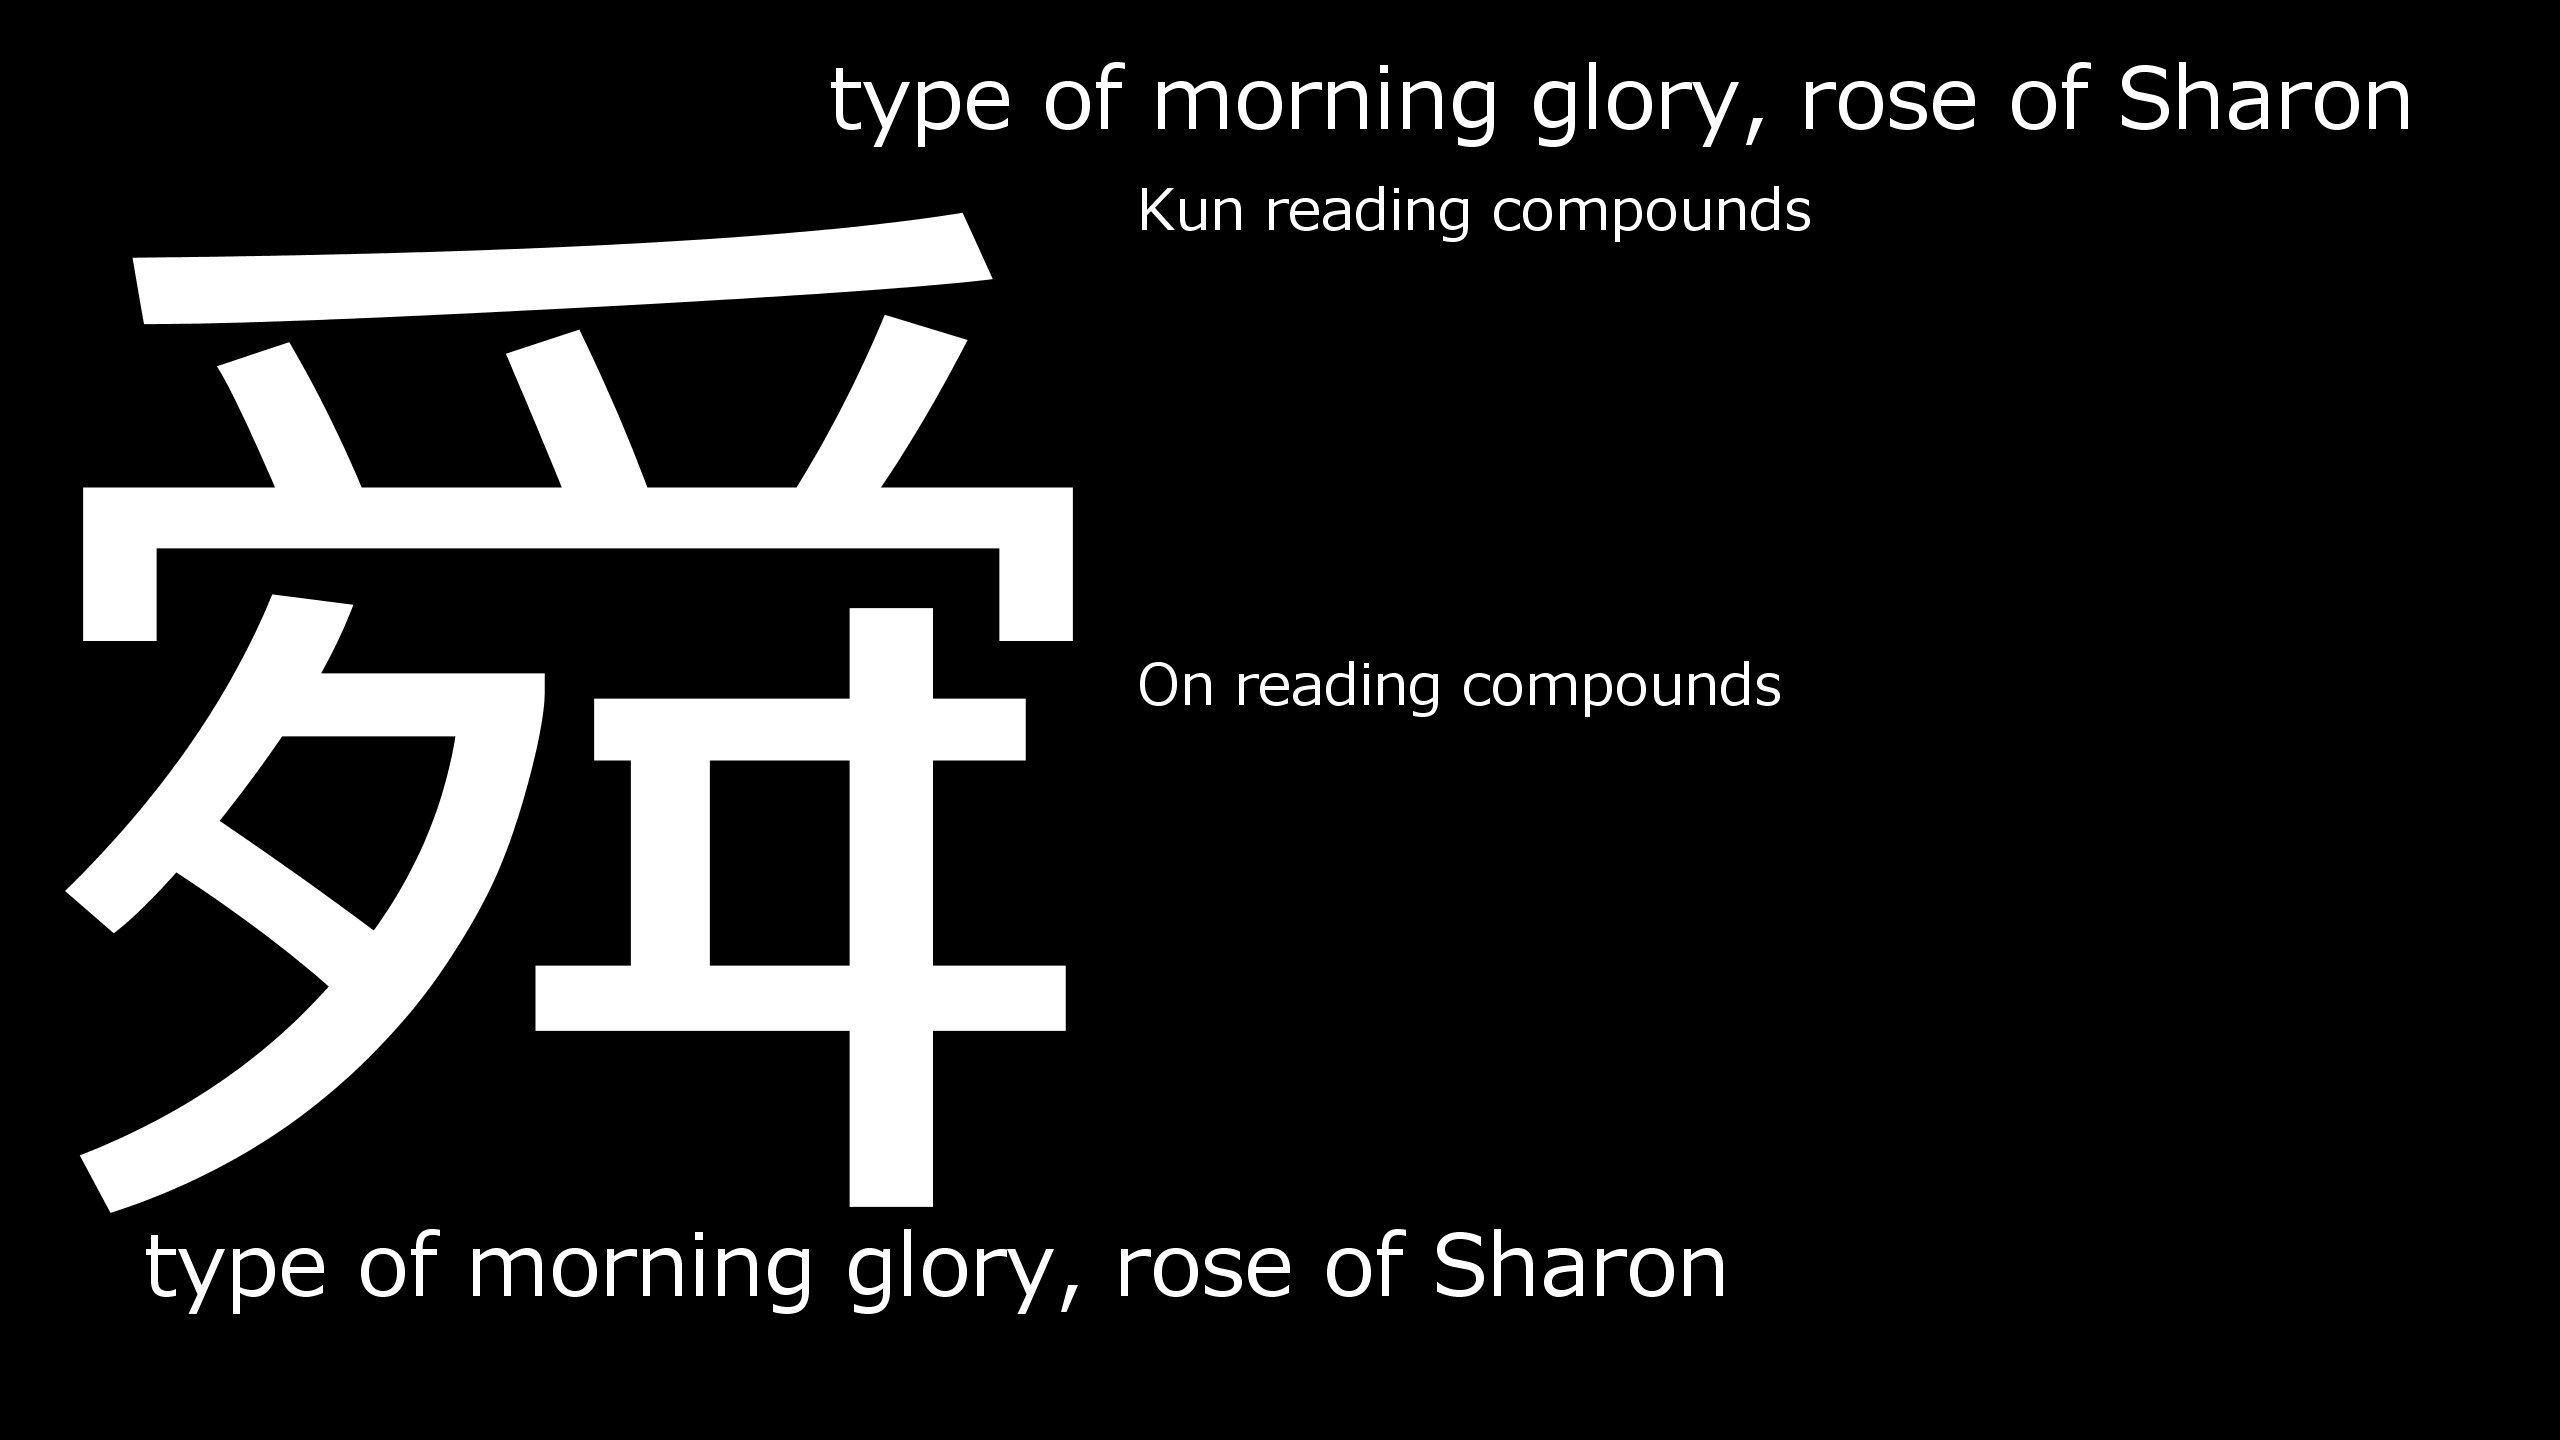 type of morning glory, rose of Sharon
Kun reading compounds
舜
On reading compounds
type of morning glory, rose of Sharon